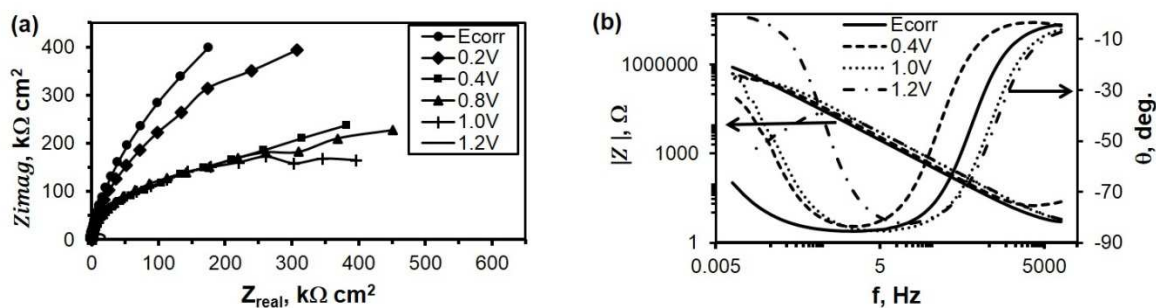 (a)
400
300
200
100
0
Zimag, kΩ cm²
0 100 200 300 400 500 600
Zreal, kΩ cm²
Ecorr
0.2V
0.4V
0.8V
1.0V
1.2V
(b)
1000000
1000
1
|Z|, Ω
Ecorr
0.4V
1.0V
1.2V
-10
-30
-50
-70
-90
θ, deg.
0.005 5 5000
f, Hz